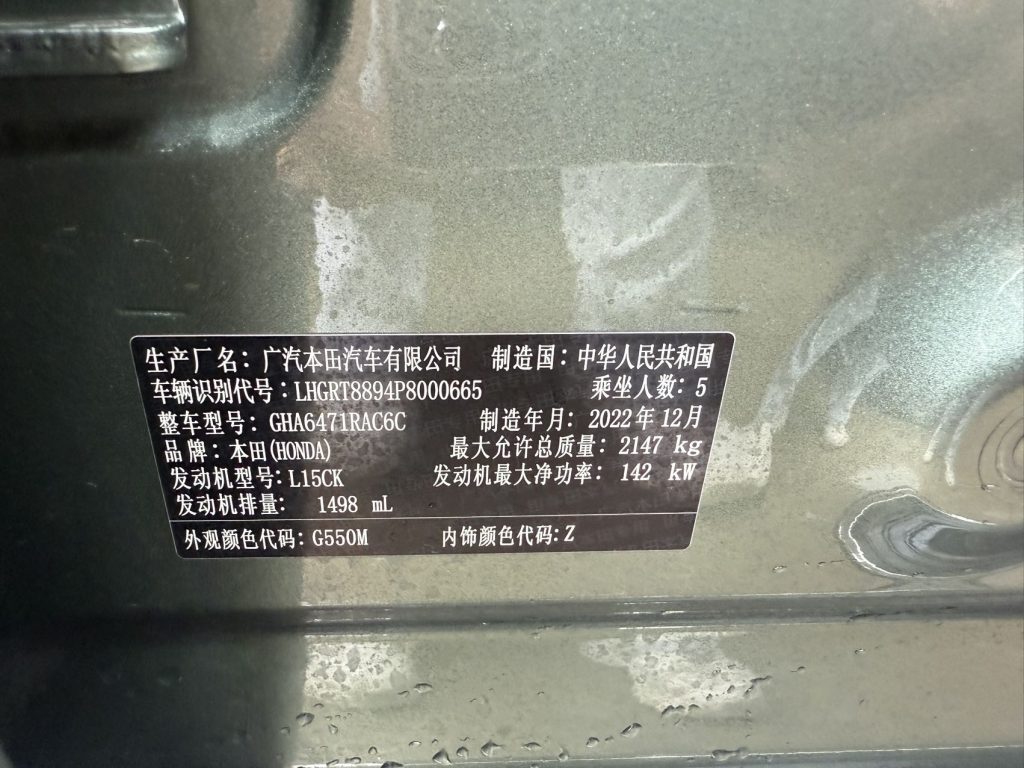 生产厂名：广汽本田汽车有限公司 制造国：中华人民共和国
车辆识别代号：LHGRT8894P8000665 乘坐人数：5
整车型号：GHA6471RAC6C 制造年月：2022年12月
品牌：本田(HONDA) 最大允许总质量：2147 kg
发动机型号：L15CK 发动机最大净功率：142 kW
发动机排量： 1498 mL
外观颜色代码：G550M 内饰颜色代码：Z